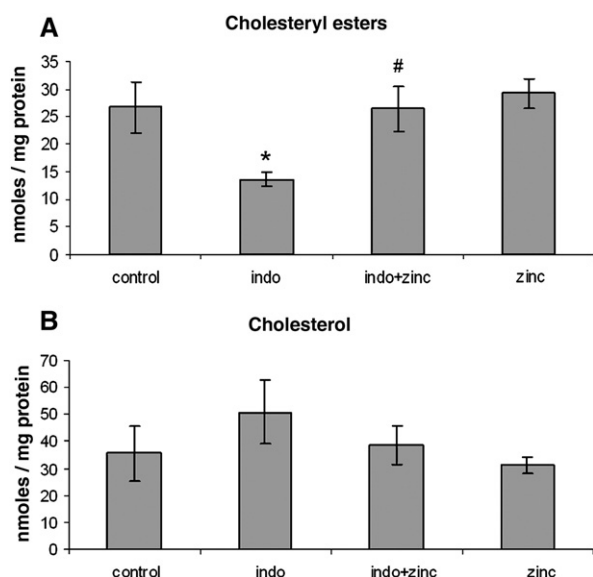 A
Cholesteryl esters
nmoles / mg protein
35
30
25
20
15
10
5
0
*
#
control indo indo+zinc zinc
B
Cholesterol
nmoles / mg protein
70
60
50
40
30
20
10
0
control indo indo+zinc zinc